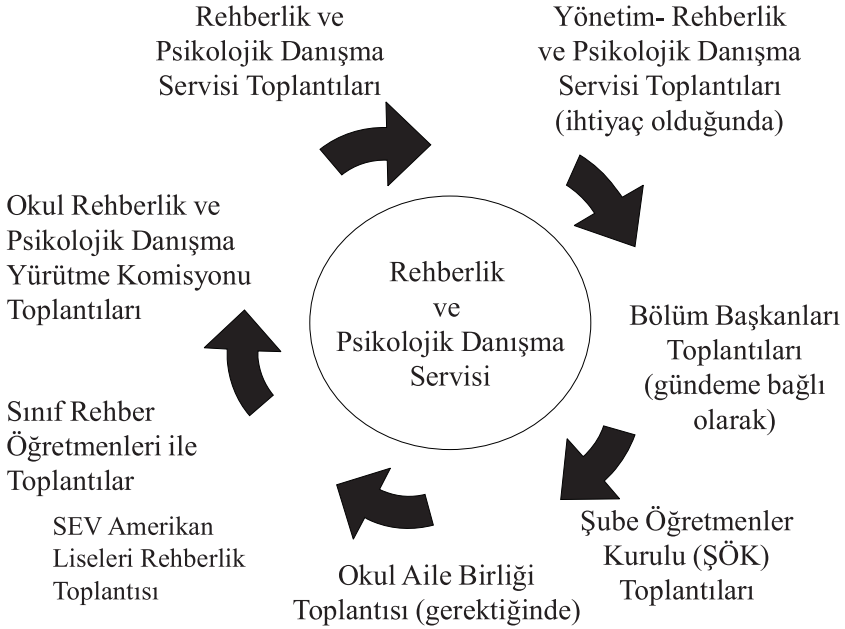 Rehberlik ve
Psikolojik Danışma
Servisi Toplantıları
Yönetim- Rehberlik
ve Psikolojik Danışma
Servisi Toplantıları
(ihtiyaç olduğunda)
Bölüm Başkanları
Toplantıları
(gündeme bağlı
olarak)
Şube Öğretmenler
Kurulu (ŞÖK)
Toplantıları
Okul Aile Birliği
Toplantısı (gerektiğinde)
SEV Amerikan
Liseleri Rehberlik
Toplantısı
Sınıf Rehber
Öğretmenleri ile
Toplantılar
Okul Rehberlik ve
Psikolojik Danışma
Yürütme Komisyonu
Toplantıları
Rehberlik
ve
Psikolojik Danışma
Servisi